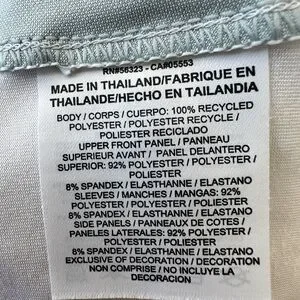 RN#56323 - CA#05553
MADE IN THAILAND/FABRIQUE EN
THAILANDE/HECHO EN TAILANDIA
BODY / CORPS / CUERPO: 100% RECYCLED
POLYESTER / POLYESTER RECYCLE /
POLIESTER RECICLADO
UPPER FRONT PANEL / PANNEAU
SUPERIEUR AVANT / PANEL DELANTERO
SUPERIOR: 92% POLYESTER / POLYESTER /
POLIESTER
8% SPANDEX / ELASTHANNE / ELASTANO
SLEEVES / MANCHES / MANGAS: 92%
POLYESTER / POLYESTER / POLIESTER
8% SPANDEX / ELASTHANNE / ELASTANO
SIDE PANELS / PANNEAUX DE COTES /
PANELES LATERALES: 92% POLYESTER /
POLYESTER / POLIESTER
8% SPANDEX / ELASTHANNE / ELASTANO
EXCLUSIVE OF DECORATION / DECORATION
NON COMPRISE / NO INCLUYE LA
DECORACION